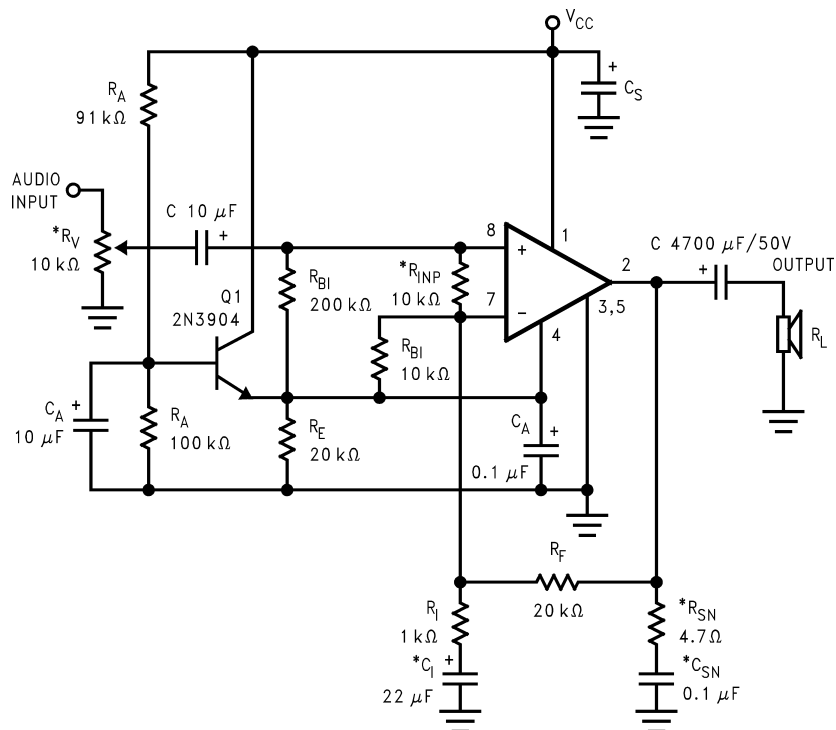 V_CC
R_A
91 kΩ
+
C_S
AUDIO
INPUT
*R_V
10 kΩ
C 10 μF
+
8
+
1
C 4700 μF/50V
+
OUTPUT
R_BI
200 kΩ
*R_INP
10 kΩ
2
Q1
2N3904
7
−
3,5
4
R_L
R_BI
10 kΩ
C_A
+
10 μF
R_A
100 kΩ
R_E
20 kΩ
C_A
+
0.1 μF
R_F
20 kΩ
R_I
1 kΩ
*R_SN
4.7Ω
*C_I
+
22 μF
*C_SN
0.1 μF